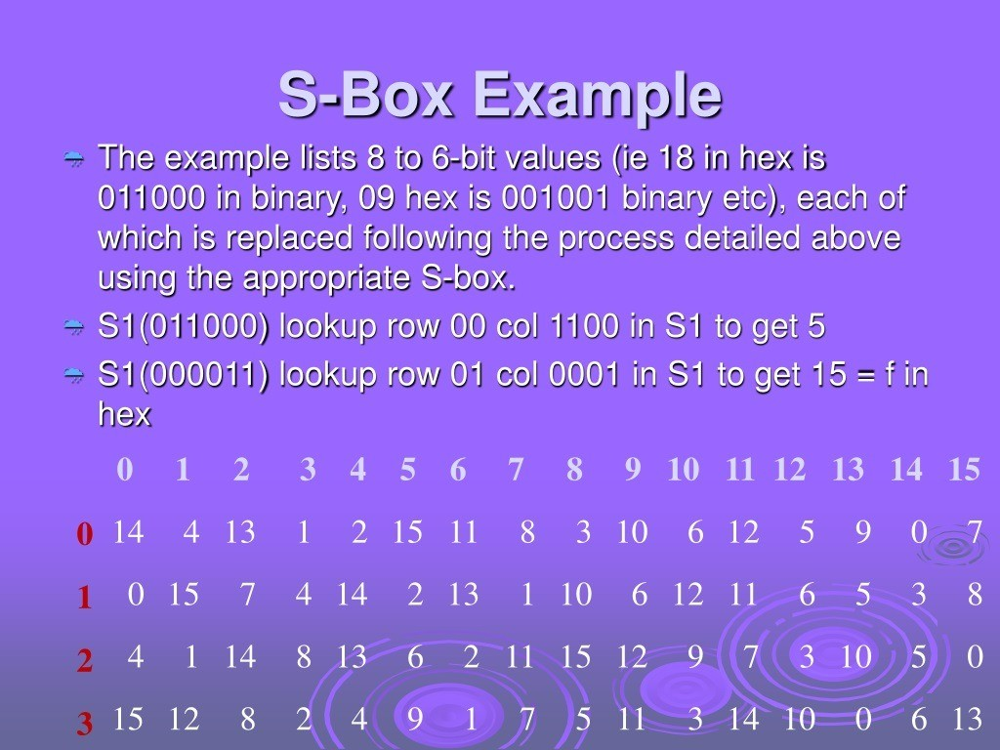 S-Box Example
The example lists 8 to 6-bit values (ie 18 in hex is
011000 in binary, 09 hex is 001001 binary etc), each of
which is replaced following the process detailed above
using the appropriate S-box.
S1(011000) lookup row 00 col 1100 in S1 to get 5
S1(000011) lookup row 01 col 0001 in S1 to get 15 = f in
hex
0 1 2 3 4 5 6 7 8 9 10 11 12 13 14 15
0 14 4 13 1 2 15 11 8 3 10 6 12 5 9 0 7
1 0 15 7 4 14 2 13 1 10 6 12 11 6 5 3 8
2 4 1 14 8 13 6 2 11 15 12 9 7 3 10 5 0
3 15 12 8 2 4 9 1 7 5 11 3 14 10 0 6 13